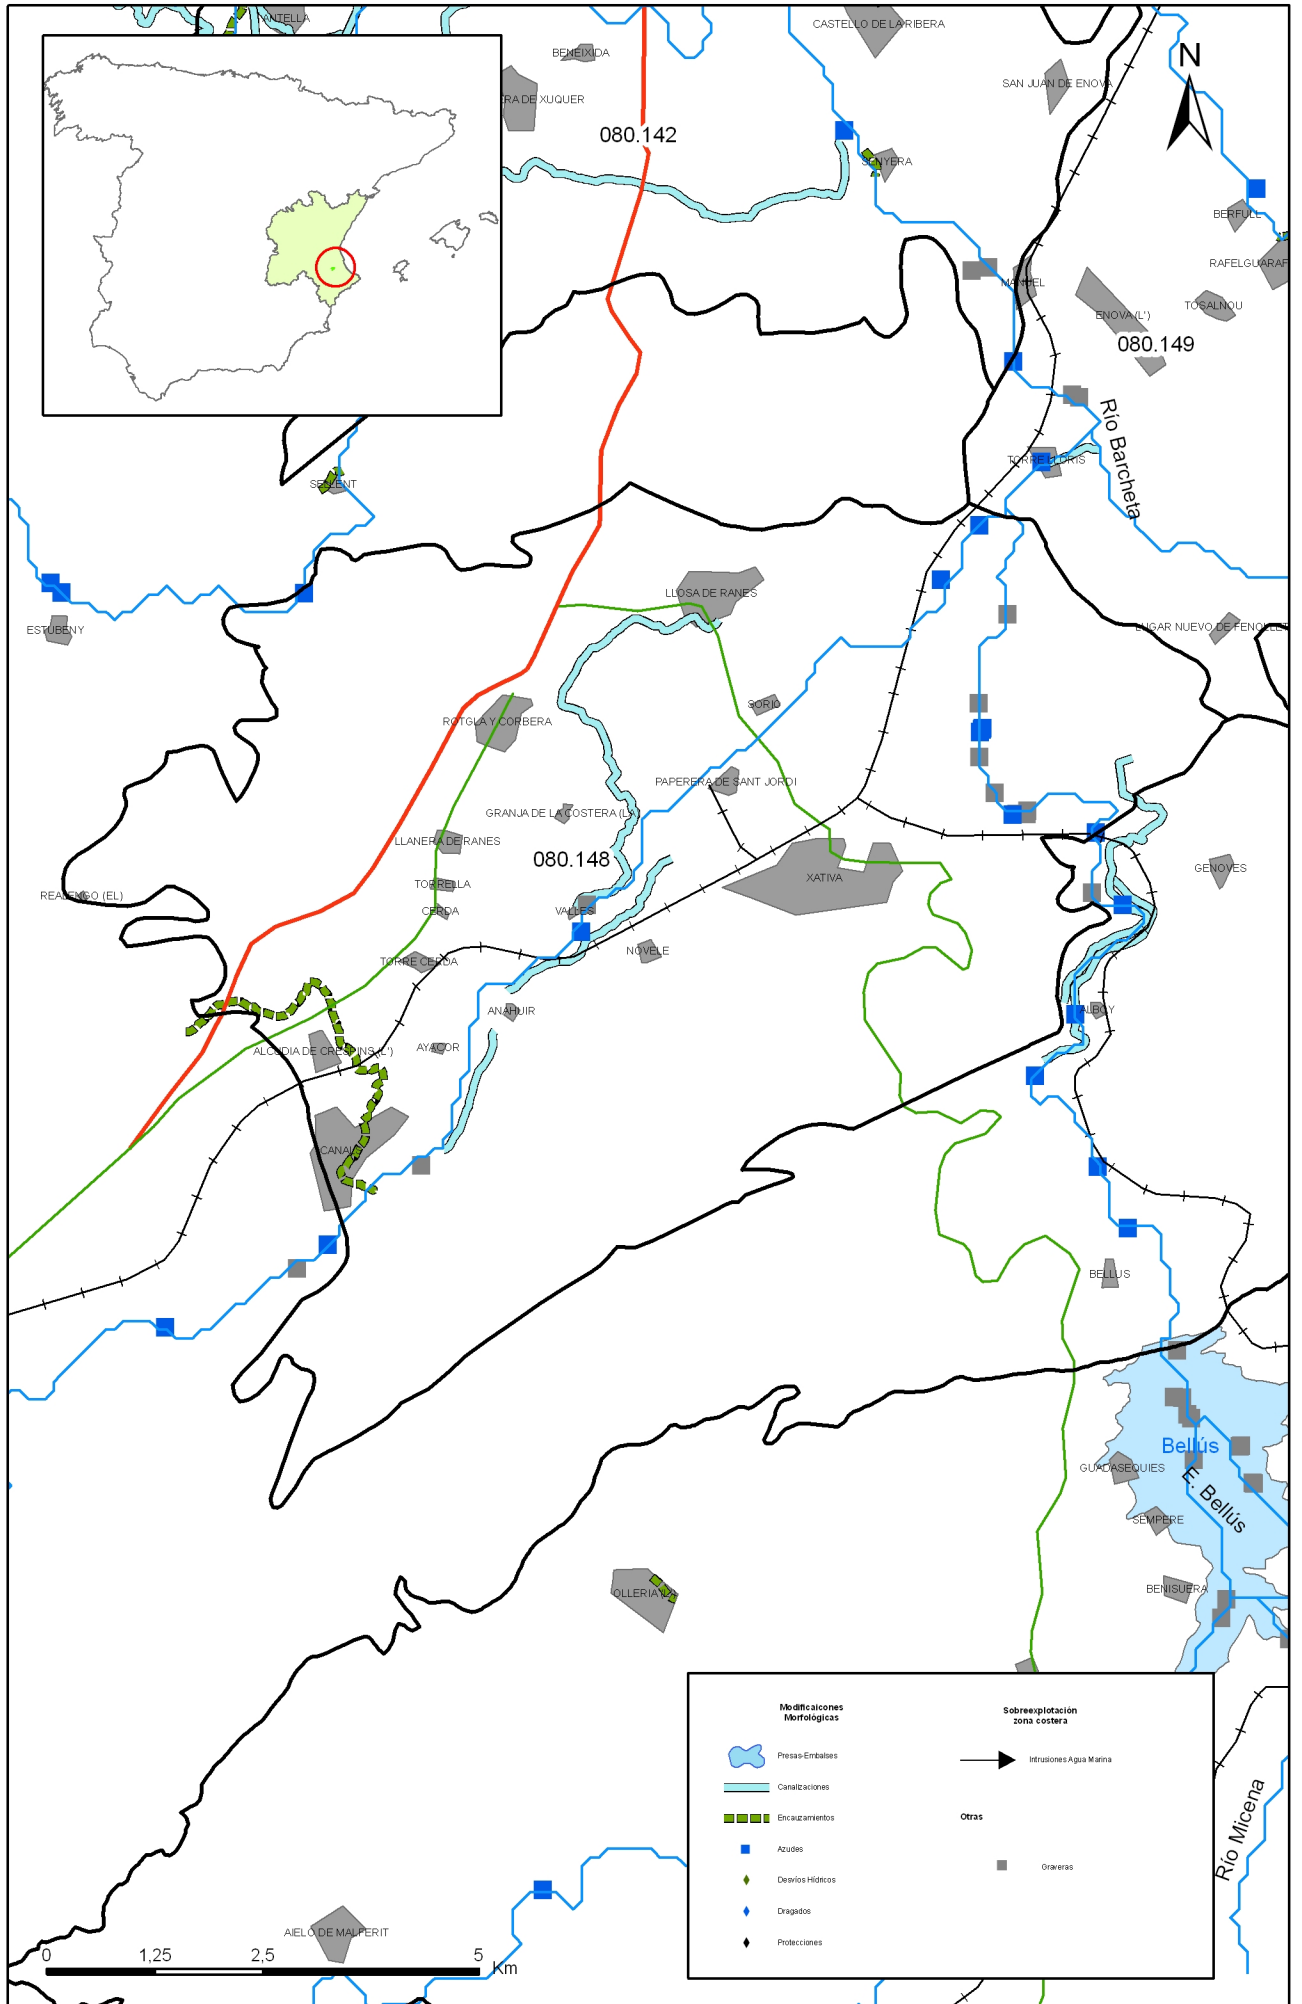 ANTELLA
CASTELLO DE LA RIBERA
BENEIXIDA
N
SAN JUAN DE ENOVA
RA DE XUQUER
080.142
SENYERA
BERFULL
RAFELGUARAF
MANUEL
ENOVA (L')
TOSALNOU
080.149
Río Barcheta
TORRE LLORIS
SELLENT
LLOSA DE RANES
ESTUBENY
LUGAR NUEVO DE FENOLLET
SORIO
ROTGLA Y CORBERA
PAPERERA DE SANT JORDI
GRANJA DE LA COSTERA (LA)
LLANERA DE RANES
080.148
GENOVES
XATIVA
TORRELLA
REALENGO (EL)
CERDA
VALLES
NOVELE
TORRE CERDA
ANAHUIR
ALBOY
AYACOR
ALCUDIA DE CRESPINS (L')
CANALS
BELLUS
Bellús
GUADASEQUIES
E. Bellús
SEMPERE
BENISUERA
OLLERIA (L')
Modificaicones
Morfológicas
Presas-Embalses
Canalizaciones
Encauzamientos
Azudes
Desvíos Hídricos
Dragados
Protecciones
Sobreexplotación
zona costera
Intrusiones Agua Marina
Otras
Graveras
Río Micena
AIELO DE MALFERIT
0 1,25 2,5 5
Km